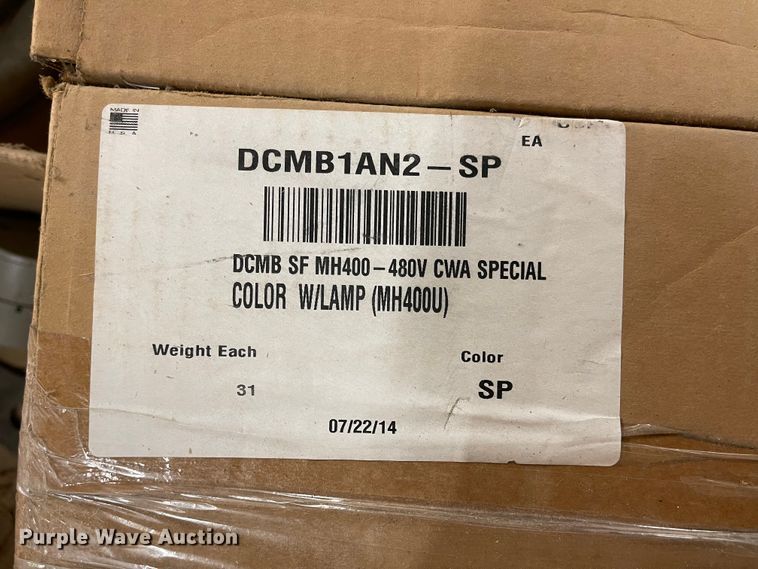 MADE IN
U.S.A
EA
DCMB1AN2-SP
DCMB SF MH400-480V CWA SPECIAL
COLOR W/LAMP (MH400U)
Weight Each
Color
31
SP
07/22/14
Purple Wave Auction